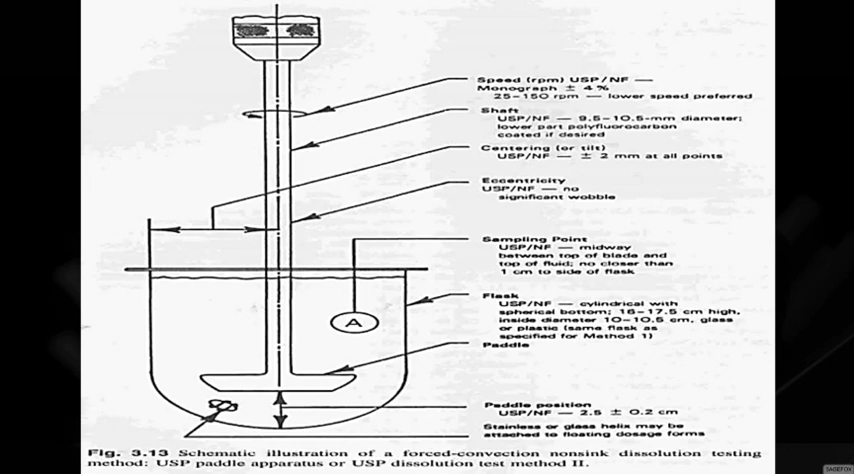 Speed (rpm) USP/NF —
Monograph ± 4%
25–150 rpm — lower speed preferred
Shaft
USP/NF — 9.5–10.5-mm diameter;
lower part polyfluorocarbon
coated if desired
Centering (or tilt)
USP/NF — ± 2 mm at all points
Eccentricity
USP/NF — no
significant wobble
Sampling Point
USP/NF — midway
between top of blade and
top of fluid; no closer than
1 cm to side of flask
A
Flask
USP/NF — cylindrical with
spherical bottom; 16–17.5 cm high,
inside diameter 10–10.5 cm, glass
or plastic (same flask as
specified for Method 1)
Paddle
Paddle position
USP/NF — 2.5 ± 0.2 cm
Stainless or glass helix may be
attached to floating dosage forms
Fig. 3.13 Schematic illustration of a forced-convection nonsink dissolution testing
method: USP paddle apparatus or USP dissolution test method II.
SAGEFOX